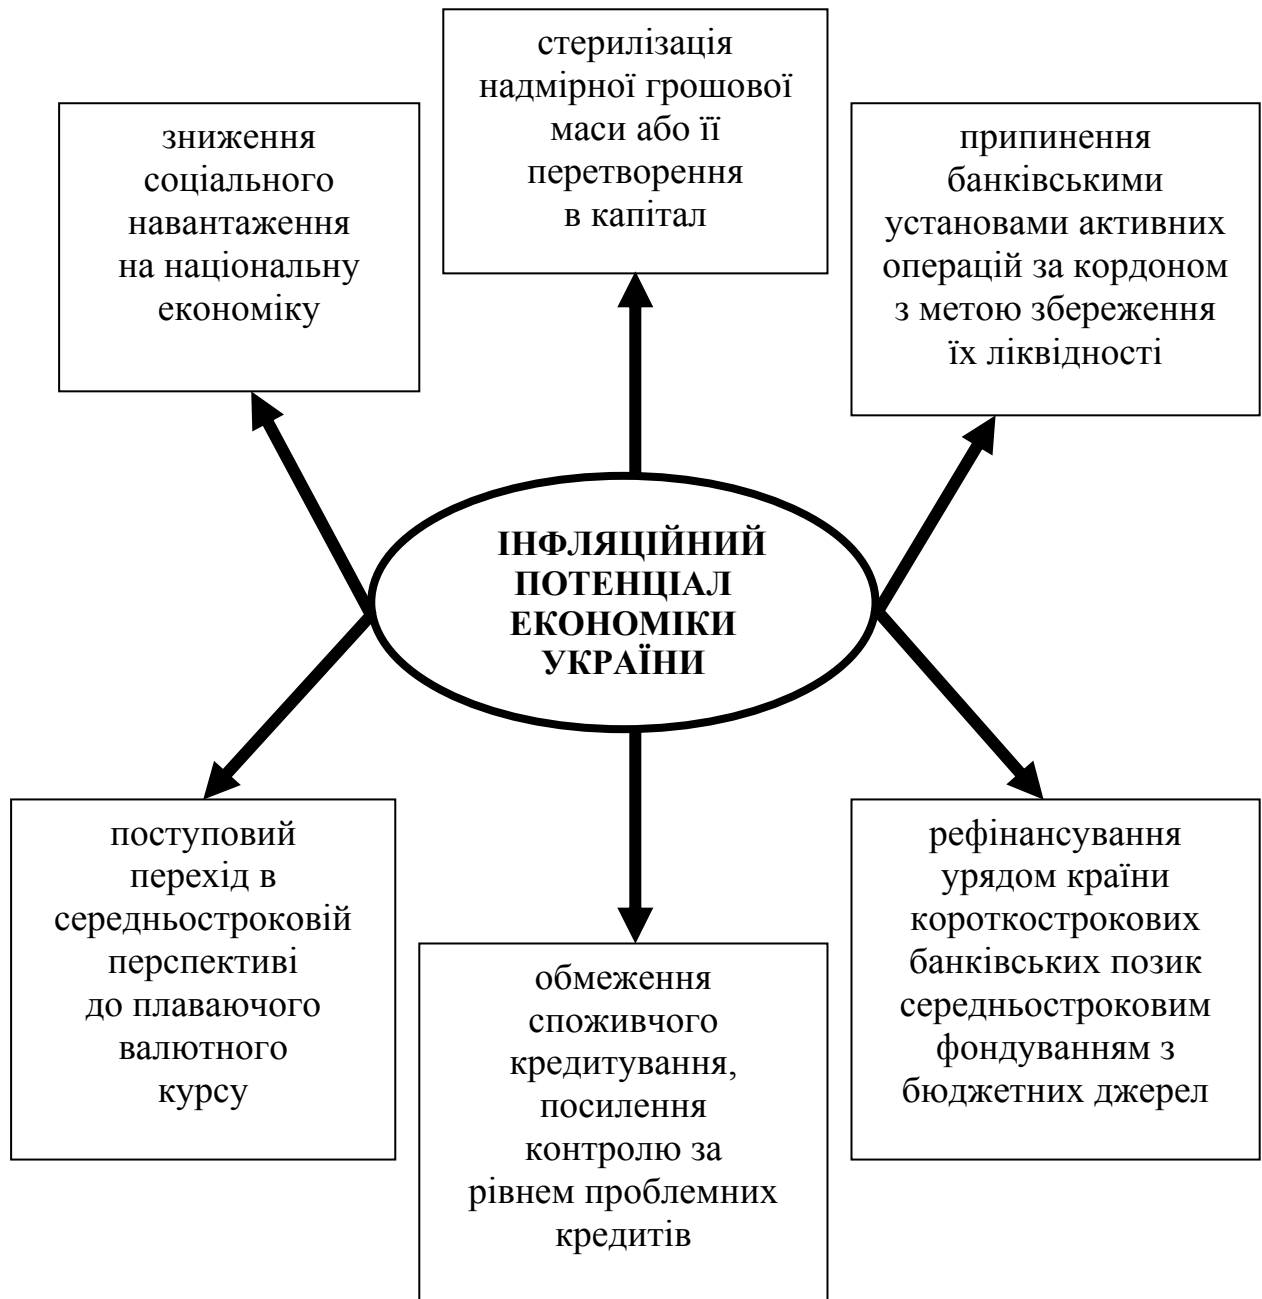 стерилізація
надмірної грошової
маси або її
перетворення
в капітал
зниження
соціального
навантаження
на національну
економіку
припинення
банківськими
установами активних
операцій за кордоном
з метою збереження
їх ліквідності
ІНФЛЯЦІЙНИЙ
ПОТЕНЦІАЛ
ЕКОНОМІКИ
УКРАЇНИ
поступовий
перехід в
середньостроковій
перспективі
до плаваючого
валютного
курсу
обмеження
споживчого
кредитування,
посилення
контролю за
рівнем проблемних
кредитів
рефінансування
урядом країни
короткострокових
банківських позик
середньостроковим
фондуванням з
бюджетних джерел